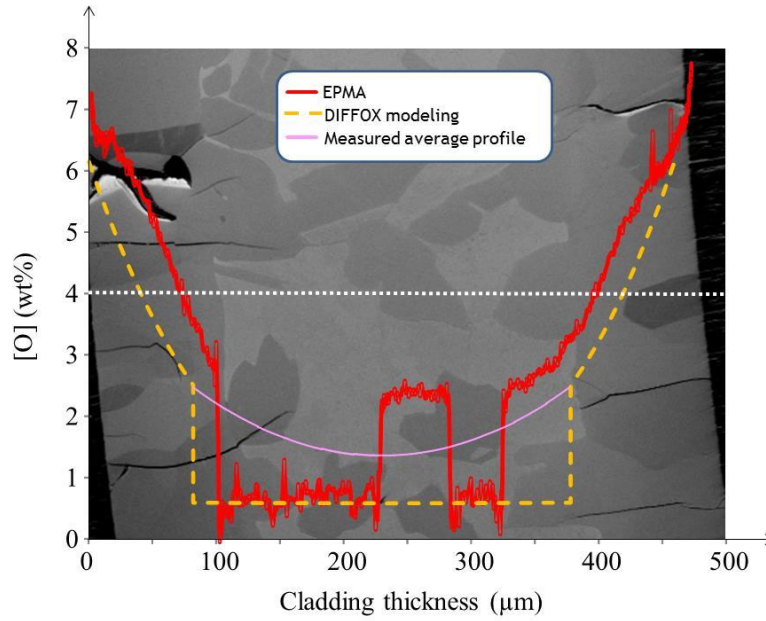 8
7
6
5
4
3
2
1
0
[O] (wt%)
EPMA
DIFFOX modeling
Measured average profile
0 100 200 300 400 500
Cladding thickness (µm)